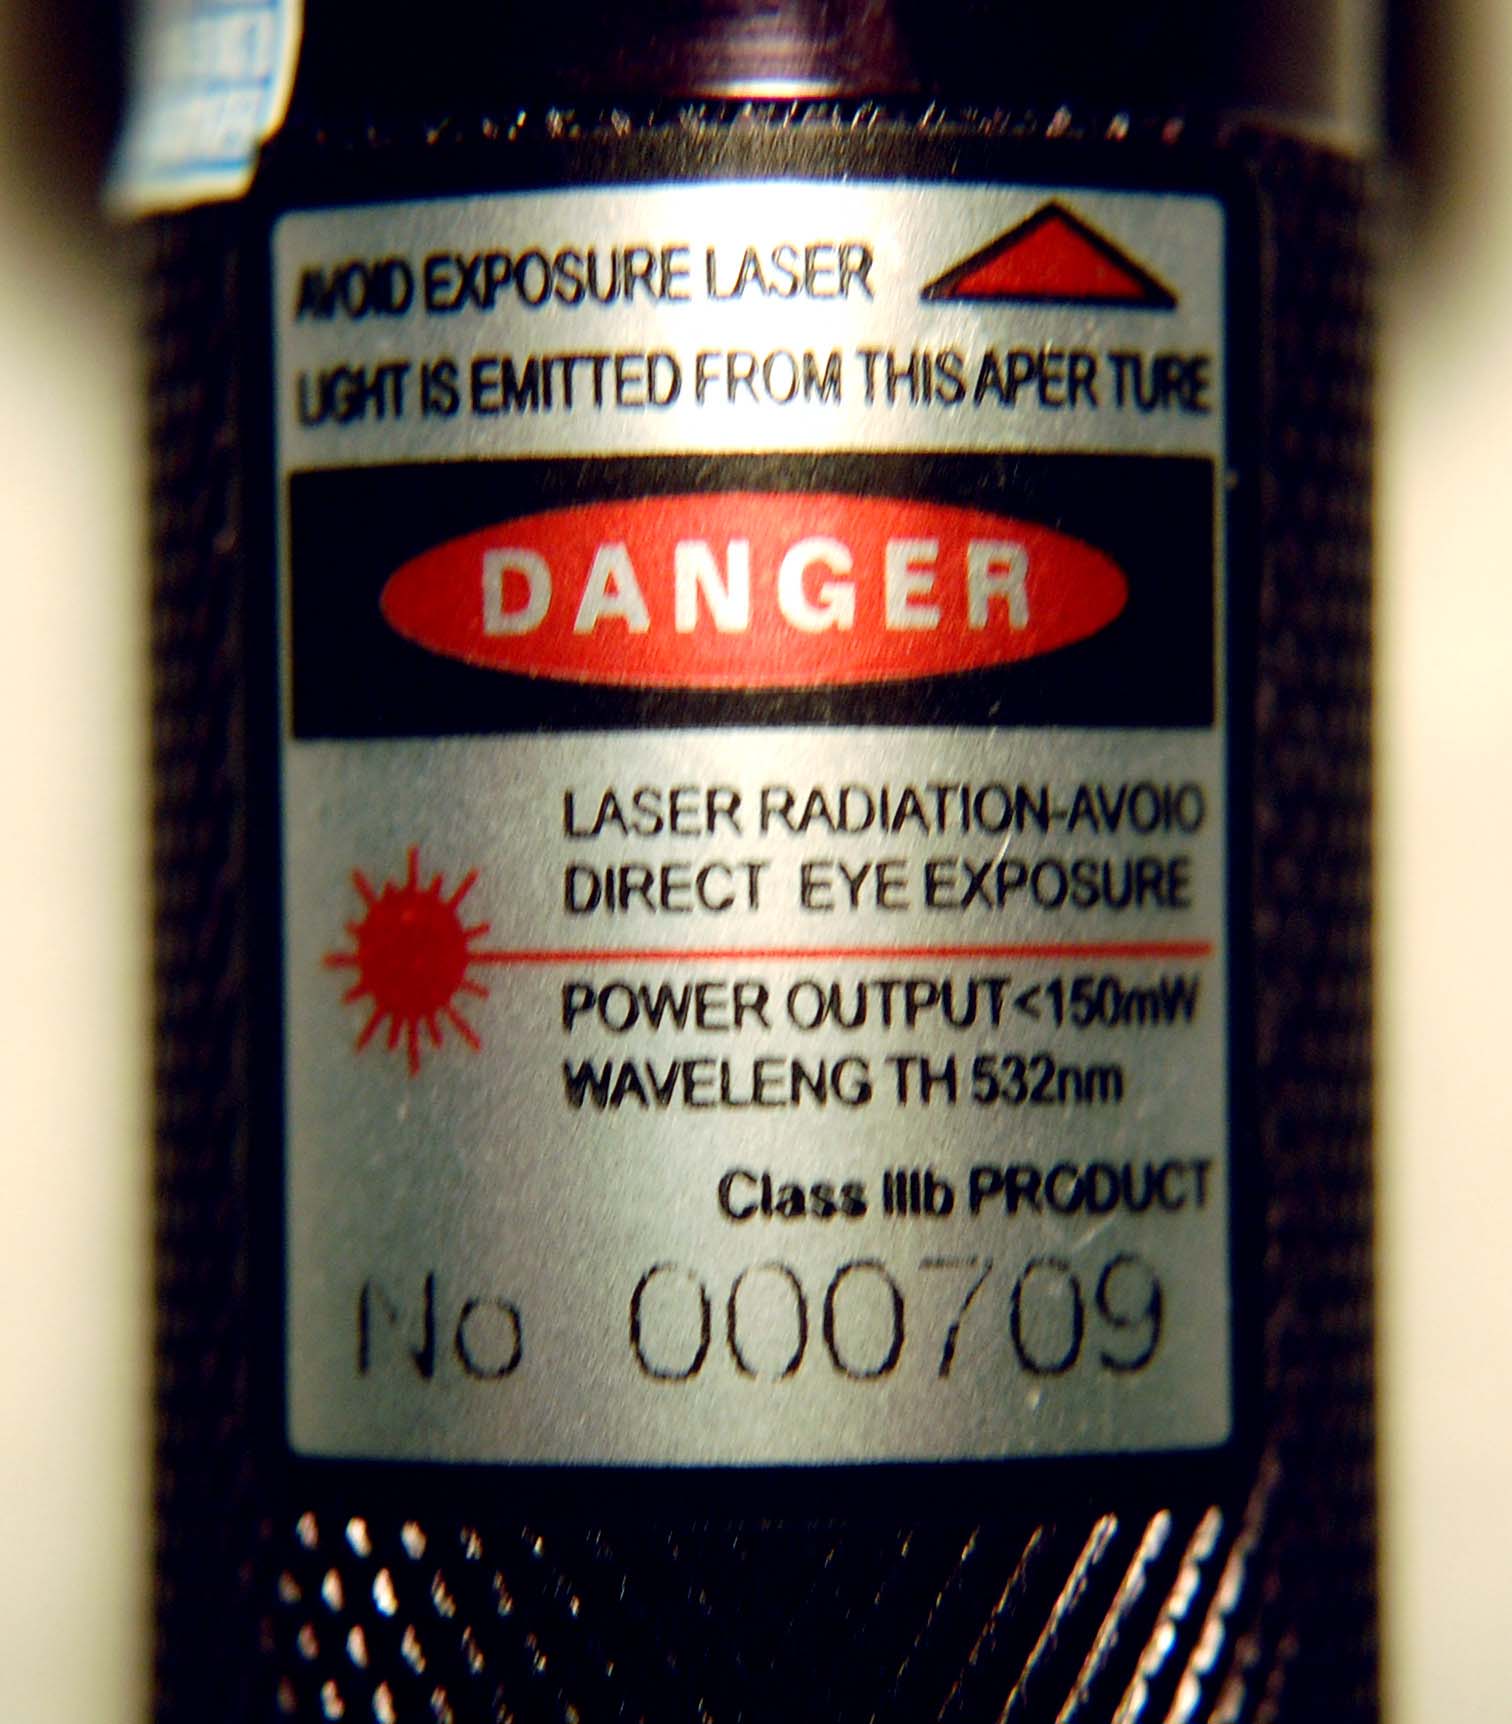 AVOID EXPOSURE LASER
LIGHT IS EMITTED FROM THIS APER TURE
DANGER
LASER RADIATION-AVOIO
DIRECT EYE EXPOSURE
POWER OUTPUT<150mW
WAVELENG TH 532nm
Class IIIb PRODUCT
No 000709